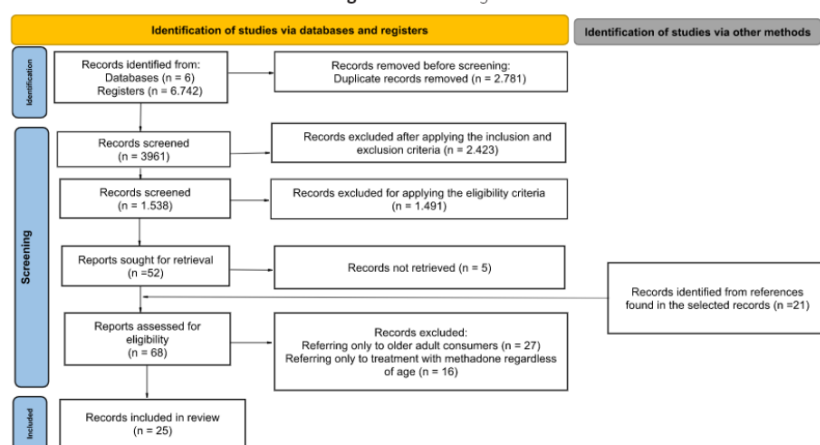 Identification of studies via databases and registers
Identification of studies via other methods
Identification
Records identified from:
Databases (n = 6)
Registers (n = 6.742)
Records removed before screening:
Duplicate records removed (n = 2.781)
Screening
Records screened
(n = 3961)
Records excluded after applying the inclusion and
exclusion criteria (n = 2.423)
Records screened
(n = 1.538)
Records excluded for applying the eligibility criteria
(n = 1.491)
Reports sought for retrieval
(n =52)
Records not retrieved (n = 5)
Records identified from references
found in the selected records (n =21)
Reports assessed for
eligibility
(n = 68)
Records excluded:
Referring only to older adult consumers (n = 27)
Referring only to treatment with methadone regardless
of age (n = 16)
Included
Records included in review
(n = 25)